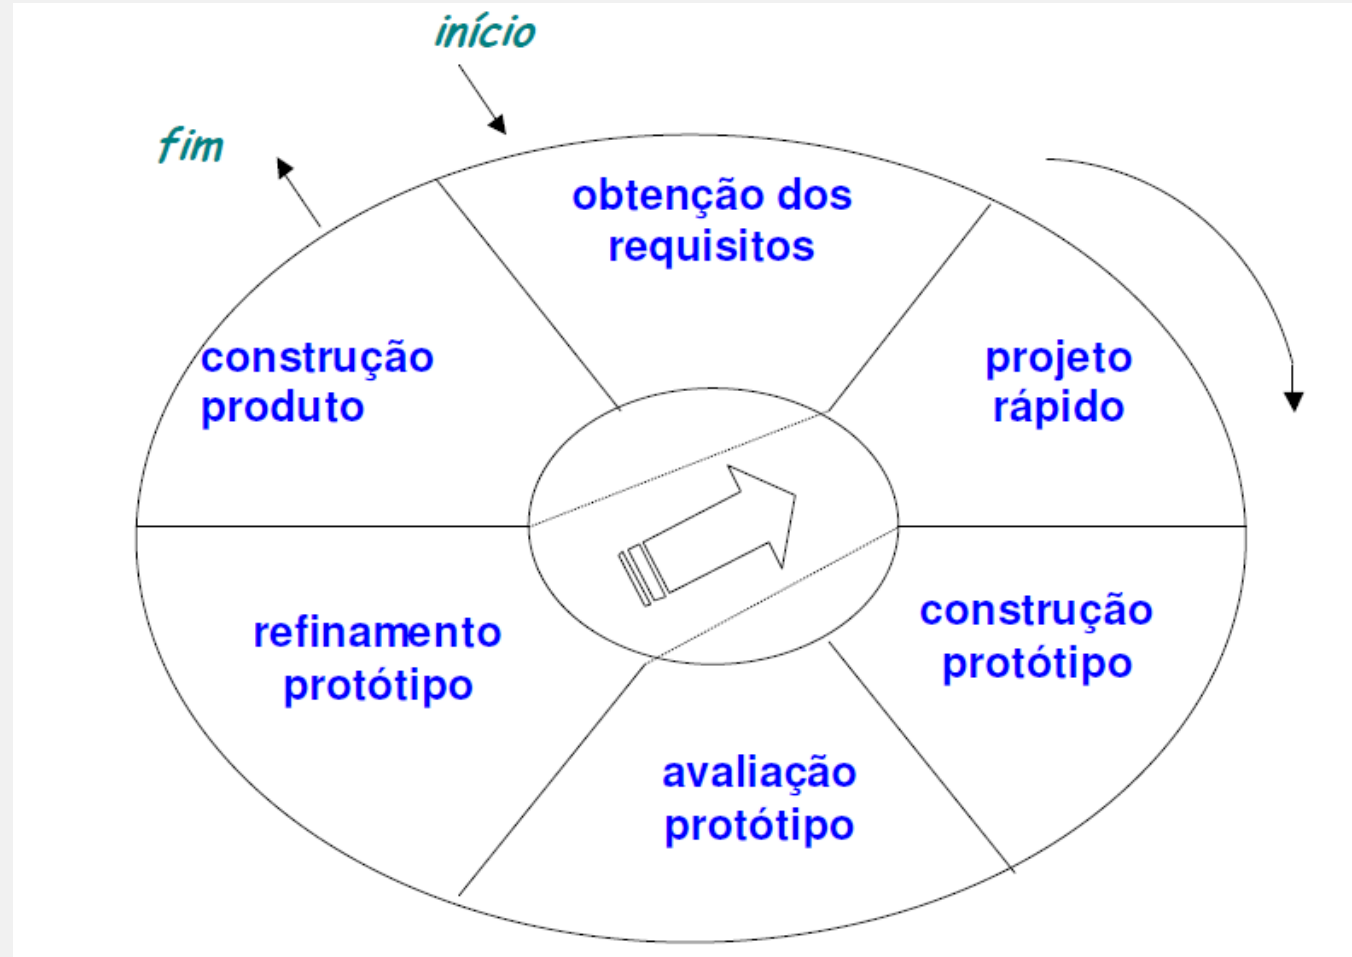 início
fim
obtenção dos
requisitos
projeto
rápido
construção
protótipo
avaliação
protótipo
refinamento
protótipo
construção
produto